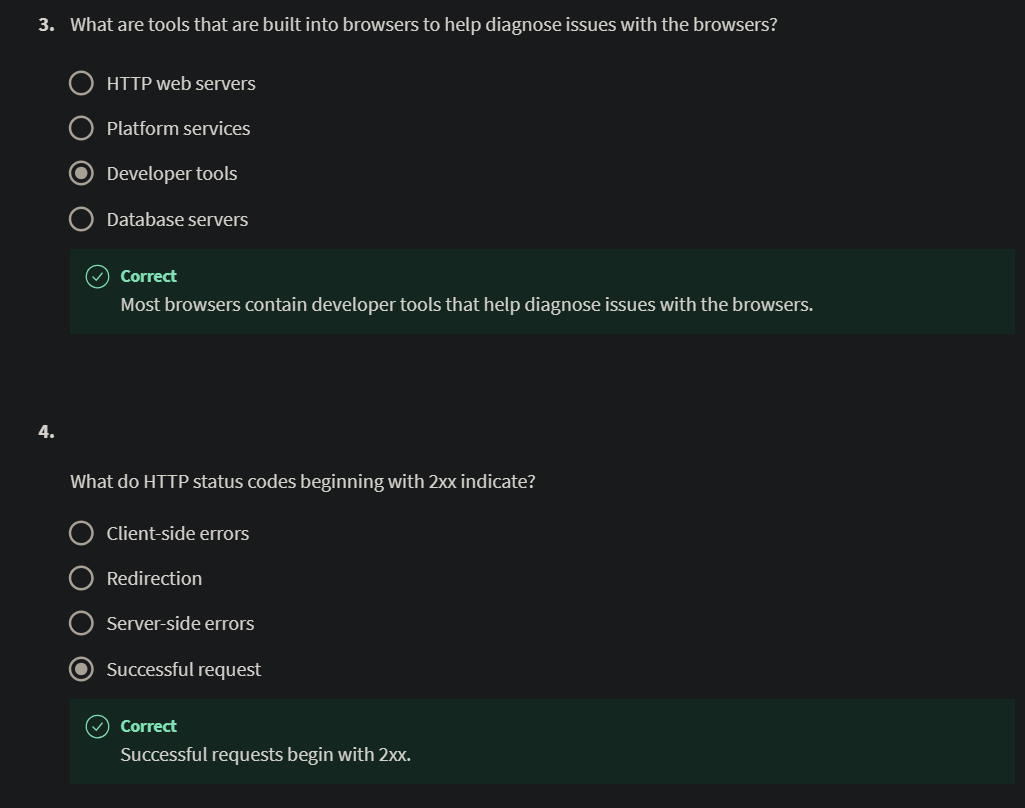 3. What are tools that are built into browsers to help diagnose issues with the browsers?
HTTP web servers
Platform services
Developer tools
Database servers
Correct
Most browsers contain developer tools that help diagnose issues with the browsers.
4.
What do HTTP status codes beginning with 2xx indicate?
Client-side errors
Redirection
Server-side errors
Successful request
Correct
Successful requests begin with 2xx.